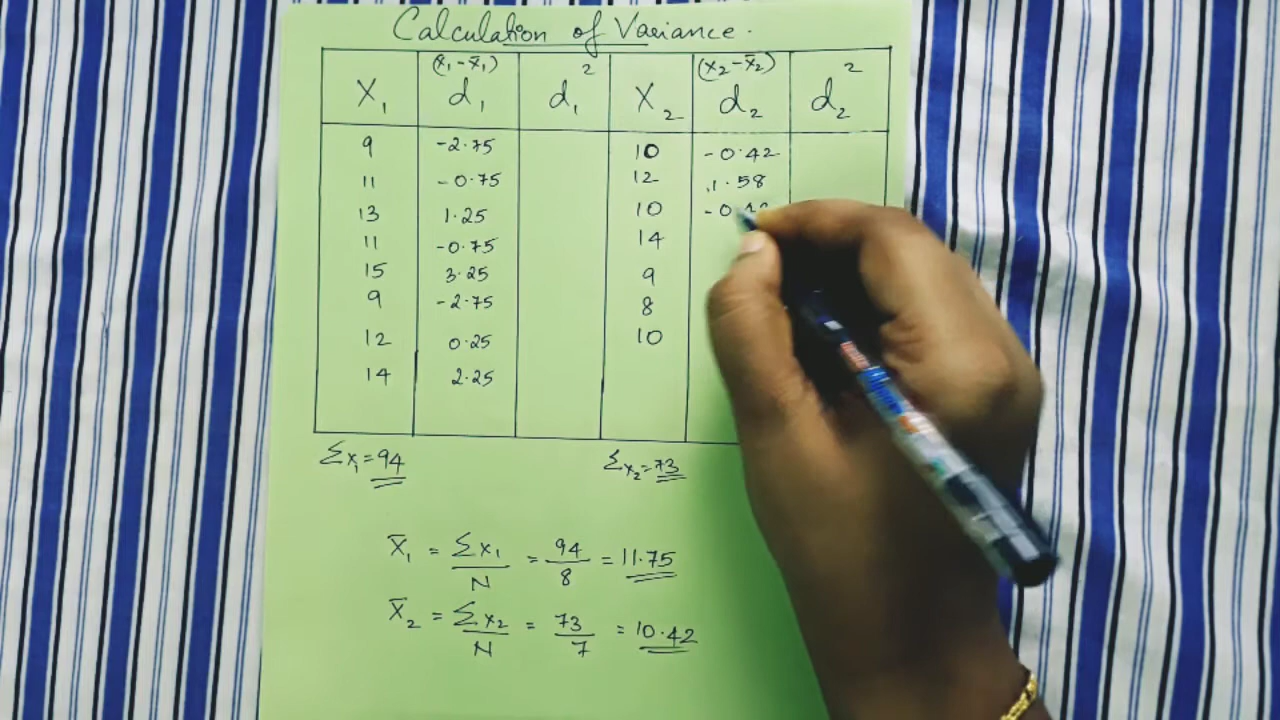 Calculation of Variance.
X₁ (x₁-x̄₁) d₁ d₁² X₂ (x₂-x̄₂) d₂ d₂²
9 -2.75 10 -0.42
11 -0.75 12 1.58
13 1.25 10 -0.42
11 -0.75 14
15 3.25 9
9 -2.75 8
12 0.25 10
14 2.25
Σx₁=94 Σx₂=73
X̄₁ = Σx₁/N = 94/8 = 11.75
X̄₂ = Σx₂/N = 73/7 = 10.42